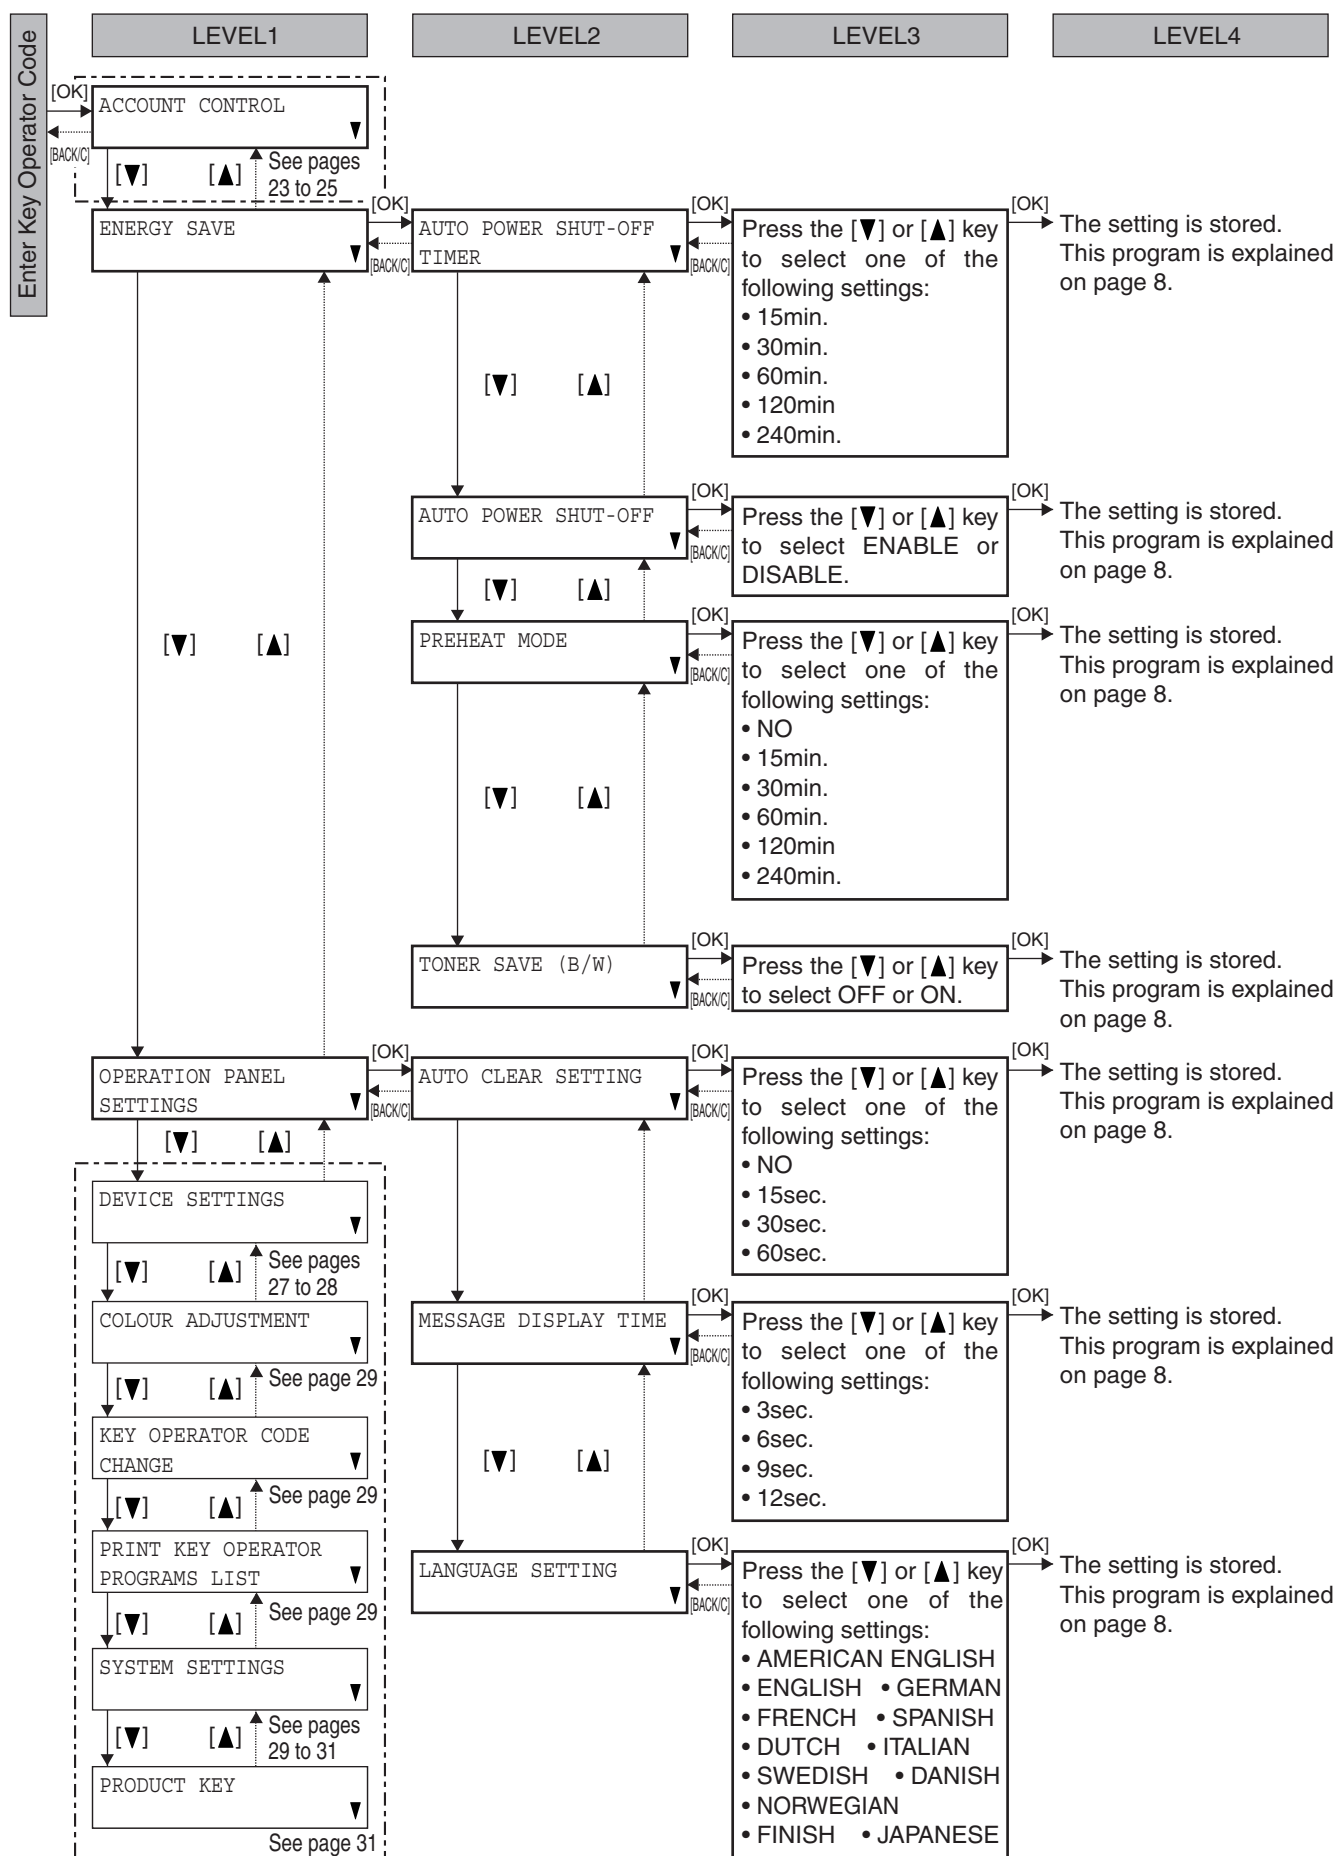 Enter Key Operator Code
LEVEL1
LEVEL2
LEVEL3
LEVEL4
[OK]
ACCOUNT CONTROL
▼
[BACK/C]
[▼] [▲]
See pages
23 to 25
ENERGY SAVE
▼
[OK]
[BACK/C]
AUTO POWER SHUT-OFF
TIMER ▼
[OK]
[BACK/C]
Press the [▼] or [▲] key
to select one of the
following settings:
• 15min.
• 30min.
• 60min.
• 120min
• 240min.
[OK]
The setting is stored.
This program is explained
on page 8.
[▼] [▲]
AUTO POWER SHUT-OFF
▼
[OK]
[BACK/C]
Press the [▼] or [▲] key
to select ENABLE or
DISABLE.
[OK]
The setting is stored.
This program is explained
on page 8.
[▼] [▲]
PREHEAT MODE
▼
[OK]
[BACK/C]
Press the [▼] or [▲] key
to select one of the
following settings:
• NO
• 15min.
• 30min.
• 60min.
• 120min
• 240min.
[OK]
The setting is stored.
This program is explained
on page 8.
[▼] [▲]
[▼] [▲]
TONER SAVE (B/W)
▼
[OK]
[BACK/C]
Press the [▼] or [▲] key
to select OFF or ON.
[OK]
The setting is stored.
This program is explained
on page 8.
OPERATION PANEL
SETTINGS ▼
[OK]
[BACK/C]
AUTO CLEAR SETTING
▼
[OK]
[BACK/C]
Press the [▼] or [▲] key
to select one of the
following settings:
• NO
• 15sec.
• 30sec.
• 60sec.
[OK]
The setting is stored.
This program is explained
on page 8.
[▼] [▲]
DEVICE SETTINGS
▼
[▼] [▲]
See pages
27 to 28
COLOUR ADJUSTMENT
▼
MESSAGE DISPLAY TIME
▼
[OK]
[BACK/C]
Press the [▼] or [▲] key
to select one of the
following settings:
• 3sec.
• 6sec.
• 9sec.
• 12sec.
[OK]
The setting is stored.
This program is explained
on page 8.
[▼] [▲]
See page 29
KEY OPERATOR CODE
CHANGE ▼
[▼] [▲]
[▼] [▲]
See page 29
PRINT KEY OPERATOR
PROGRAMS LIST ▼
LANGUAGE SETTING
▼
[OK]
[BACK/C]
Press the [▼] or [▲] key
to select one of the
following settings:
• AMERICAN ENGLISH
• ENGLISH • GERMAN
• FRENCH • SPANISH
• DUTCH • ITALIAN
• SWEDISH • DANISH
• NORWEGIAN
• FINISH • JAPANESE
[OK]
The setting is stored.
This program is explained
on page 8.
[▼] [▲]
See page 29
SYSTEM SETTINGS
▼
[▼] [▲]
See pages
29 to 31
PRODUCT KEY
▼
See page 31